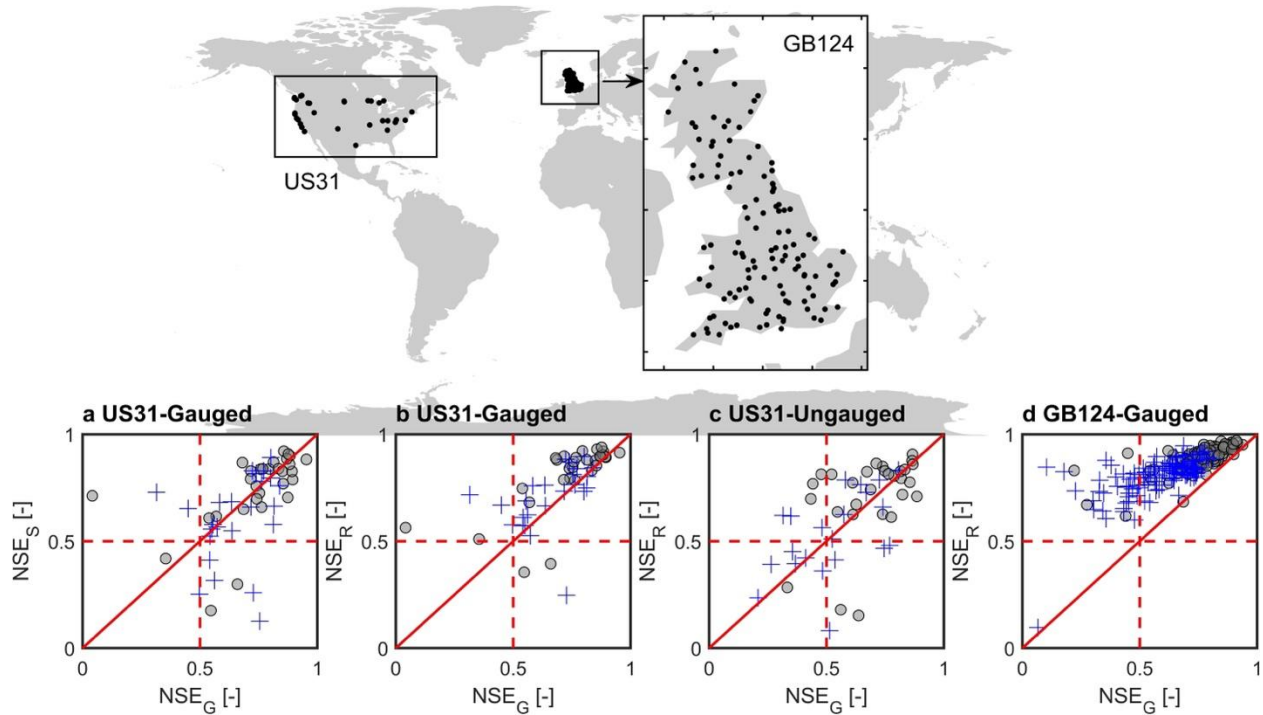 GB124
US31
a US31-Gauged
b US31-Gauged
c US31-Ungauged
d GB124-Gauged
1
0.5
0
NSE_S [-]
0
0.5
1
NSE_G [-]
1
0.5
0
NSE_R [-]
0
0.5
1
NSE_G [-]
1
0.5
0
NSE_R [-]
0
0.5
1
NSE_G [-]
1
0.5
0
NSE_R [-]
0
0.5
1
NSE_G [-]